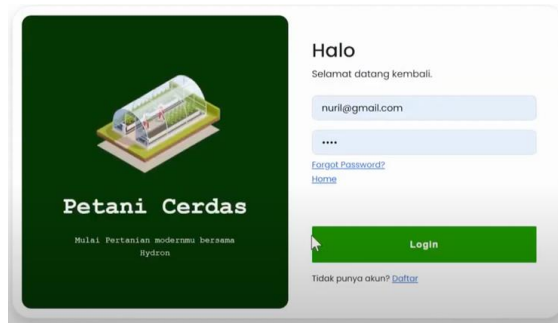 Petani Cerdas
Mulai Pertanian modernmu bersama
Hydron
Halo
Selamat datang kembali.
nuril@gmail.com
••••
Forgot Password?
Home
Login
Tidak punya akun? Daftar